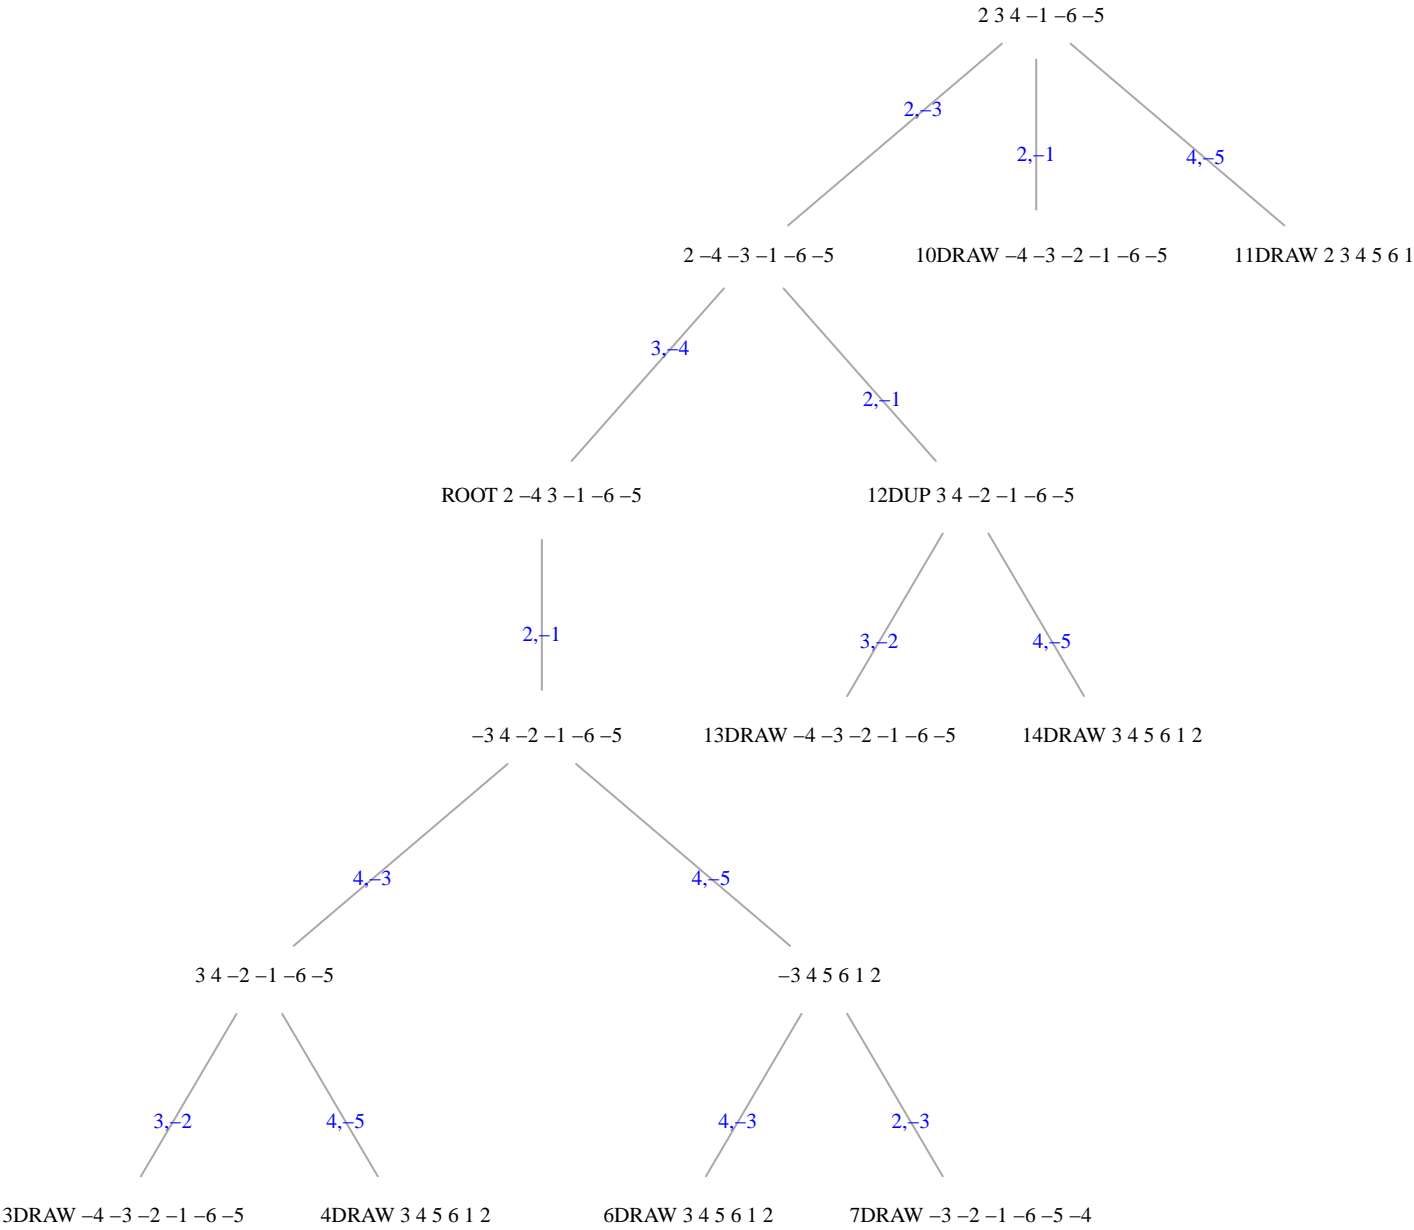 2 3 4 –1 –6 –5
2,–3
2,–1
4,–5
2 –4 –3 –1 –6 –5
10DRAW –4 –3 –2 –1 –6 –5
11DRAW 2 3 4 5 6 1
3,–4
2,–1
ROOT 2 –4 3 –1 –6 –5
12DUP 3 4 –2 –1 –6 –5
2,–1
3,–2
4,–5
–3 4 –2 –1 –6 –5
13DRAW –4 –3 –2 –1 –6 –5
14DRAW 3 4 5 6 1 2
4,–3
4,–5
3 4 –2 –1 –6 –5
–3 4 5 6 1 2
3,–2
4,–5
4,–3
2,–3
3DRAW –4 –3 –2 –1 –6 –5
4DRAW 3 4 5 6 1 2
6DRAW 3 4 5 6 1 2
7DRAW –3 –2 –1 –6 –5 –4